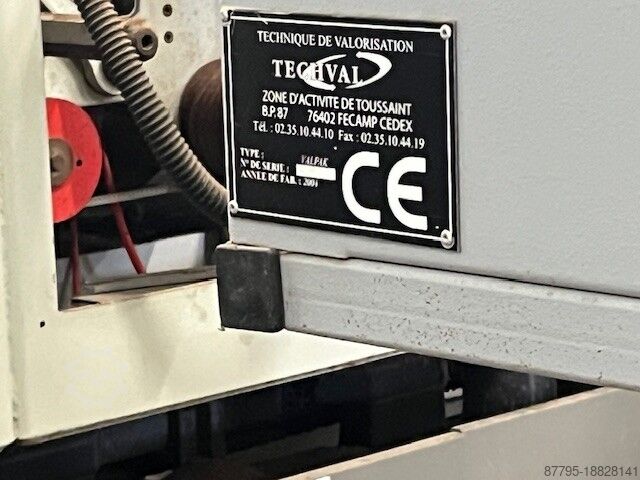 TECHNIQUE DE VALORISATION
TECHVAL
ZONE D'ACTIVITE DE TOUSSAINT
B.P. 87 76402 FECAMP CEDEX
Tél. : 02.35.10.44.10 Fax : 02.35.10.44.19
TYPE : VALPAK
N° DE SERIE :
ANNEE DE FAB. : 2004
CE
87795-18828141